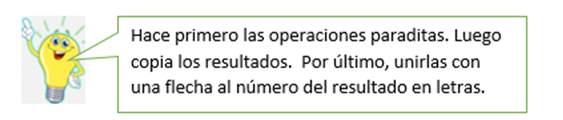 Hace primero las operaciones paraditas. Luego
copia los resultados.  Por último, unirlas con
una flecha al número del resultado en letras.